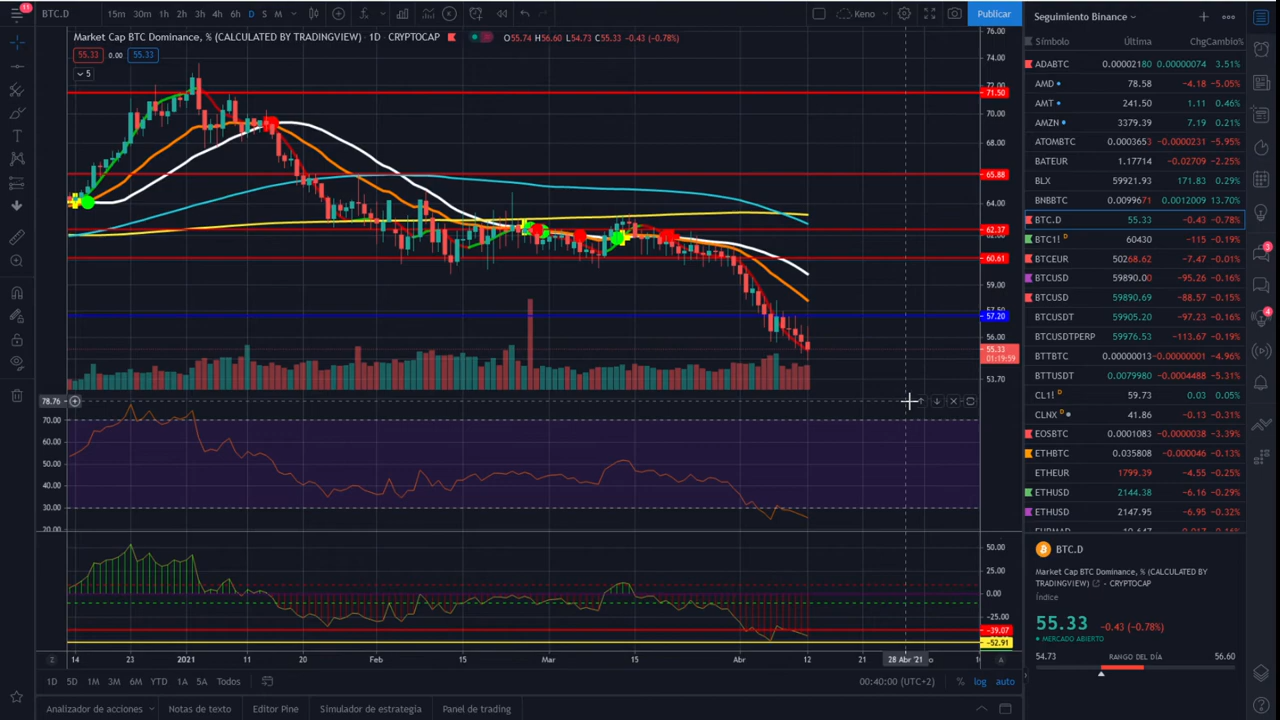 11
BTC.D 15m 30m 1h 2h 3h 4h 6h D S M Keno Publicar
Market Cap BTC Dominance, % (CALCULATED BY TRADINGVIEW) · 1D · CRYPTOCAP O55.74 H56.60 L54.73 C55.33 −0.43 (−0.78%)
55.33 0.00 55.33
5
76.00
74.00
72.00
71.50
70.00
68.00
65.88
64.00
62.37
60.61
59.00
57.20
56.00
55.33
01:19:59
53.70
78.76
70.00
60.00
50.00
40.00
30.00
20.00
50.00
25.00
0.00
−25.00
−39.07
−52.91
Z 14 21 2021 11 20 Feb 15 Mar 15 Abr 12 21 28 Abr '21 A
1D 5D 1M 3M 6M YTD 1A 5A Todos 00:40:00 (UTC+2) % log auto
Analizador de acciones Notas de texto Editor Pine Simulador de estrategia Panel de trading
Seguimiento Binance
Símbolo Última Chg Cambio%
ADABTC 0.00002180 0.00000074 3.51%
AMD 78.58 −4.18 −5.05%
AMT 241.50 1.11 0.46%
AMZN 3379.39 7.19 0.21%
ATOMBTC 0.0003653 −0.0000231 −5.95%
BATEUR 1.17714 −0.02709 −2.25%
BLX 59921.93 171.83 0.29%
BNBBTC 0.0099671 0.0012009 13.70%
BTC.D 55.33 −0.43 −0.78%
BTC1! D 60430 −115 −0.19%
BTCEUR 50268.62 −7.47 −0.01%
BTCUSD 59890.00 −95.26 −0.16%
BTCUSD 59890.69 −88.57 −0.15%
BTCUSDT 59905.20 −97.23 −0.16%
BTCUSDTPERP 59976.53 −113.67 −0.19%
BTTBTC 0.00000013 −0.00000001 −4.96%
BTTUSDT 0.0079980 −0.0004488 −5.31%
CL1! D 59.73 0.03 0.05%
CLNX D 41.86 −0.13 −0.31%
EOSBTC 0.0001083 −0.0000038 −3.39%
ETHBTC 0.035808 −0.000046 −0.13%
ETHEUR 1799.39 −4.55 −0.25%
ETHUSD 2144.38 −6.16 −0.29%
ETHUSD 2147.95 −6.95 −0.32%
BTC.D
Market Cap BTC Dominance, % (CALCULATED BY
TRADINGVIEW) · CRYPTOCAP
Índice
55.33 −0.43 (−0.78%)
MERCADO ABIERTO
54.73 RANGO DEL DÍA 56.60
3
4